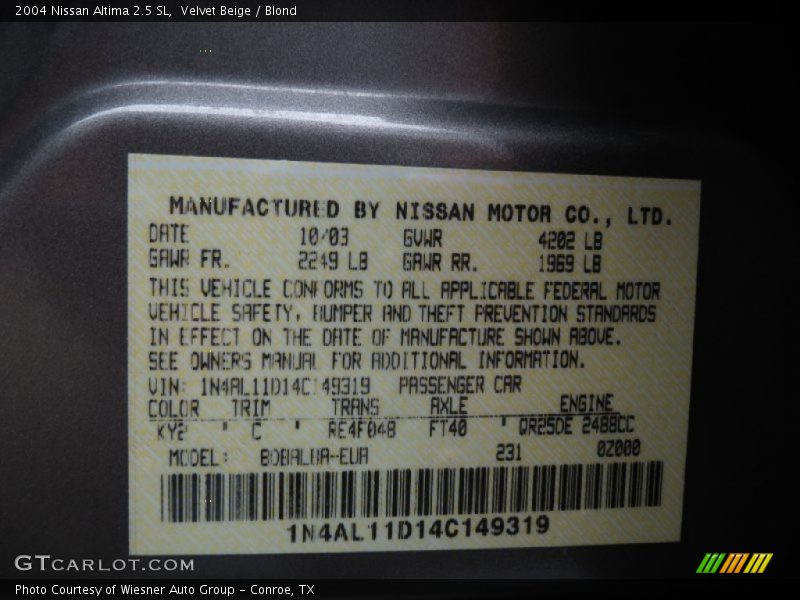 2004 Nissan Altima 2.5 SL, Velvet Beige / Blond
MANUFACTURED BY NISSAN MOTOR CO., LTD.
DATE 10/03 GVWR 4202 LB
GAWR FR. 2249 LB GAWR RR. 1969 LB
THIS VEHICLE CONFORMS TO ALL APPLICABLE FEDERAL MOTOR
VEHICLE SAFETY, BUMPER AND THEFT PREVENTION STANDARDS
IN EFFECT ON THE DATE OF MANUFACTURE SHOWN ABOVE.
SEE OWNERS MANUAL FOR ADDITIONAL INFORMATION.
VIN: 1N4AL11D14C149319 PASSENGER CAR
COLOR TRIM TRANS AXLE ENGINE
KY2 " C ' RE4F04B FT40 ' QR25DE 2488CC
MODEL: 231 0Z000
1N4AL11D14C149319
GTCARLOT.COM
Photo Courtesy of Wiesner Auto Group - Conroe, TX